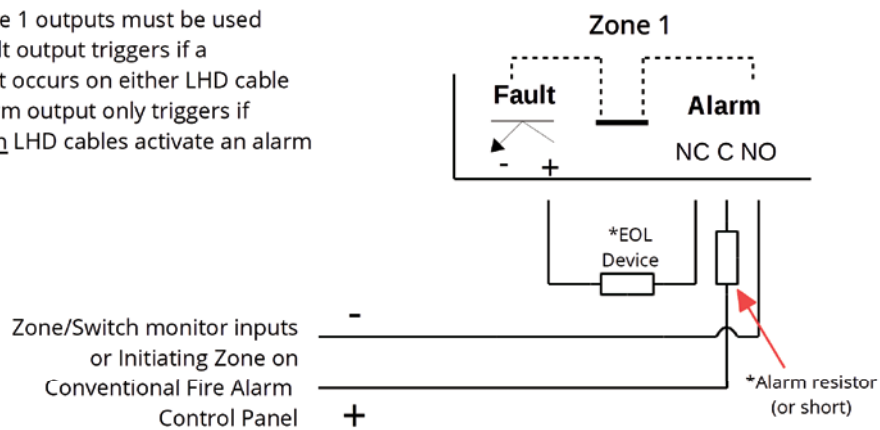 1 outputs must be used
output triggers if a
occurs on either LHD cable
output only triggers if
LHD cables activate an alarm
Zone 1
Fault
Alarm
- +
NC C NO
*EOL
Device
-
Zone/Switch monitor inputs
or Initiating Zone on
Conventional Fire Alarm
Control Panel
+
*Alarm resistor
(or short)